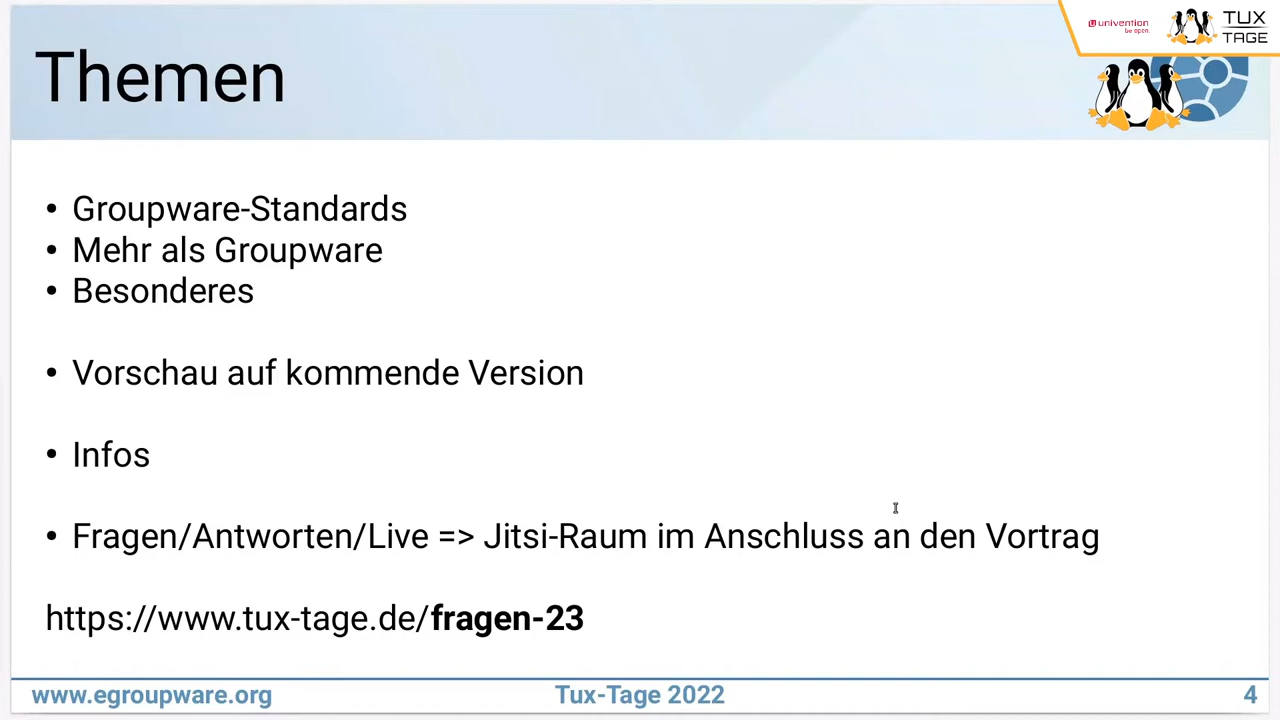 univention
be open.
TUX
TAGE
Themen
• Groupware-Standards
• Mehr als Groupware
• Besonderes
• Vorschau auf kommende Version
• Infos
• Fragen/Antworten/Live => Jitsi-Raum im Anschluss an den Vortrag
https://www.tux-tage.de/fragen-23
www.egroupware.org
Tux-Tage 2022
4